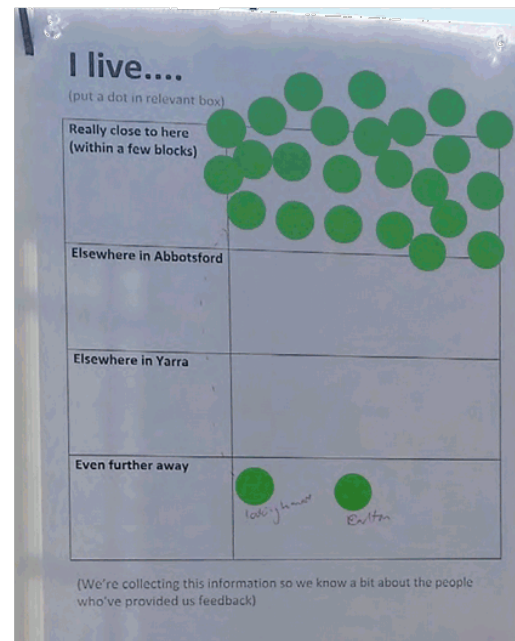 I live....
(put a dot in relevant box)
Really close to here
(within a few blocks)
Elsewhere in Abbotsford
Elsewhere in Yarra
Even further away
(We're collecting this information so we know a bit about the people
who've provided us feedback)